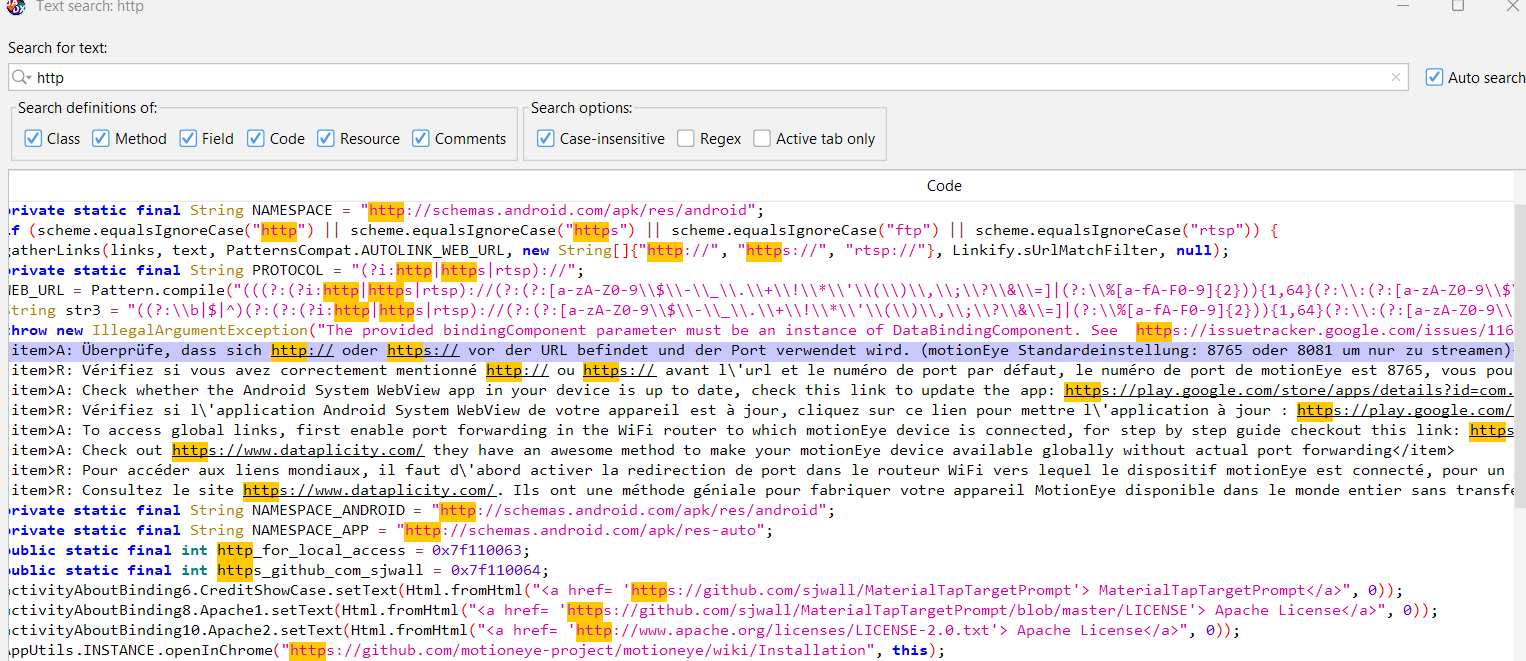 Text search: http
Search for text:
http
Auto search
Search definitions of:
Search options:
Class Method Field Code Resource Comments
Case-insensitive Regex Active tab only
Code
private static final String NAMESPACE = "http://schemas.android.com/apk/res/android";
if (scheme.equalsIgnoreCase("http") || scheme.equalsIgnoreCase("https") || scheme.equalsIgnoreCase("ftp") || scheme.equalsIgnoreCase("rtsp")) {
gatherLinks(links, text, PatternsCompat.AUTOLINK_WEB_URL, new String[]{"http://", "https://", "rtsp://"}, Linkify.sUrlMatchFilter, null);
private static final String PROTOCOL = "(?i:http|https|rtsp)://";
WEB_URL = Pattern.compile("(((?:(?i:http|https|rtsp)://(?:(?:[a-zA-Z0-9\\$\\-\\_\\.\\+\\!\\*\\'\\(\\)\\,\\;\\?\\&\\=]|(?:\\%[a-fA-F0-9]{2})){1,64}(?:\\:(?:[a-zA-Z0-9\\$\
String str3 = "((?:\\b|$|^)(?:(?:(?i:http|https|rtsp)://(?:(?:[a-zA-Z0-9\\$\\-\\_\\.\\+\\!\\*\\'\\(\\)\\,\\;\\?\\&\\=]|(?:\\%[a-fA-F0-9]{2})){1,64}(?:\\:(?:[a-zA-Z0-9\\
throw new IllegalArgumentException("The provided bindingComponent parameter must be an instance of DataBindingComponent. See  https://issuetracker.google.com/issues/116
item>A: Überprüfe, dass sich http:// oder https:// vor der URL befindet und der Port verwendet wird. (motionEye Standardeinstellung: 8765 oder 8081 um nur zu streamen)
item>R: Vérifiez si vous avez correctement mentionné http:// ou https:// avant l\'url et le numéro de port par défaut, le numéro de port de motionEye est 8765, vous pou
item>A: Check whether the Android System WebView app in your device is up to date, check this link to update the app: https://play.google.com/store/apps/details?id=com.
item>R: Vérifiez si l\'application Android System WebView de votre appareil est à jour, cliquez sur ce lien pour mettre l\'application à jour : https://play.google.com/
item>A: To access global links, first enable port forwarding in the WiFi router to which motionEye device is connected, for step by step guide checkout this link: https
item>A: Check out https://www.dataplicity.com/ they have an awesome method to make your motionEye device available globally without actual port forwarding</item>
item>R: Pour accéder aux liens mondiaux, il faut d\'abord activer la redirection de port dans le routeur WiFi vers lequel le dispositif motionEye est connecté, pour un
item>R: Consultez le site https://www.dataplicity.com/. Ils ont une méthode géniale pour fabriquer votre appareil MotionEye disponible dans le monde entier sans transfe
private static final String NAMESPACE_ANDROID = "http://schemas.android.com/apk/res/android";
private static final String NAMESPACE_APP = "http://schemas.android.com/apk/res-auto";
public static final int http_for_local_access = 0x7f110063;
public static final int https_github_com_sjwall = 0x7f110064;
activityAboutBinding6.CreditShowCase.setText(Html.fromHtml("<a href= 'https://github.com/sjwall/MaterialTapTargetPrompt'> MaterialTapTargetPrompt</a>", 0));
activityAboutBinding8.Apache1.setText(Html.fromHtml("<a href= 'https://github.com/sjwall/MaterialTapTargetPrompt/blob/master/LICENSE'> Apache License</a>", 0));
activityAboutBinding10.Apache2.setText(Html.fromHtml("<a href= 'http://www.apache.org/licenses/LICENSE-2.0.txt'> Apache License</a>", 0));
AppUtils.INSTANCE.openInChrome("https://github.com/motioneye-project/motioneye/wiki/Installation", this);